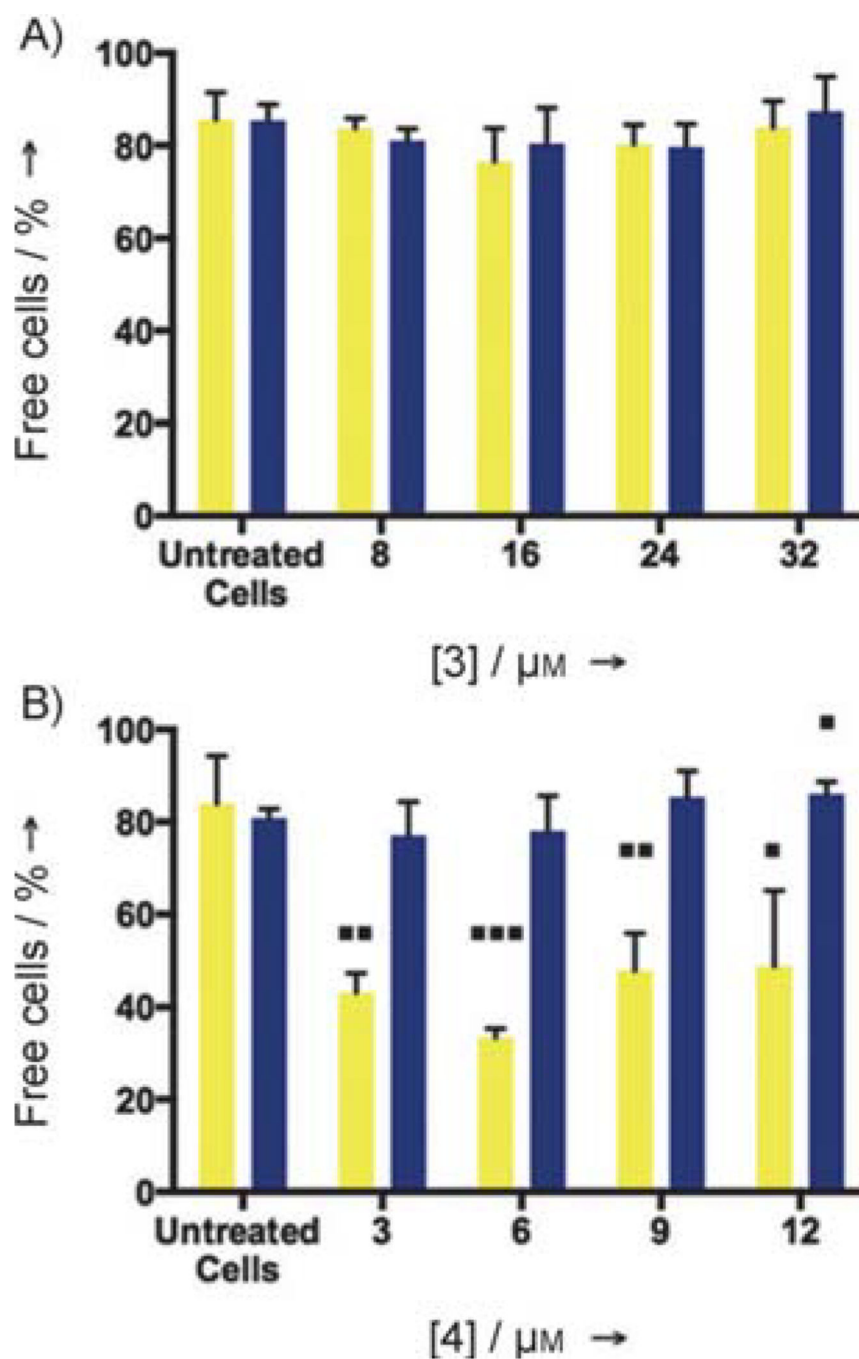 A)
Free cells / % →
100
80
60
40
20
0
Untreated Cells
8
16
24
32
[3] / µM →
B)
Free cells / % →
100
80
60
40
20
0
Untreated Cells
3
6
9
12
[4] / µM →